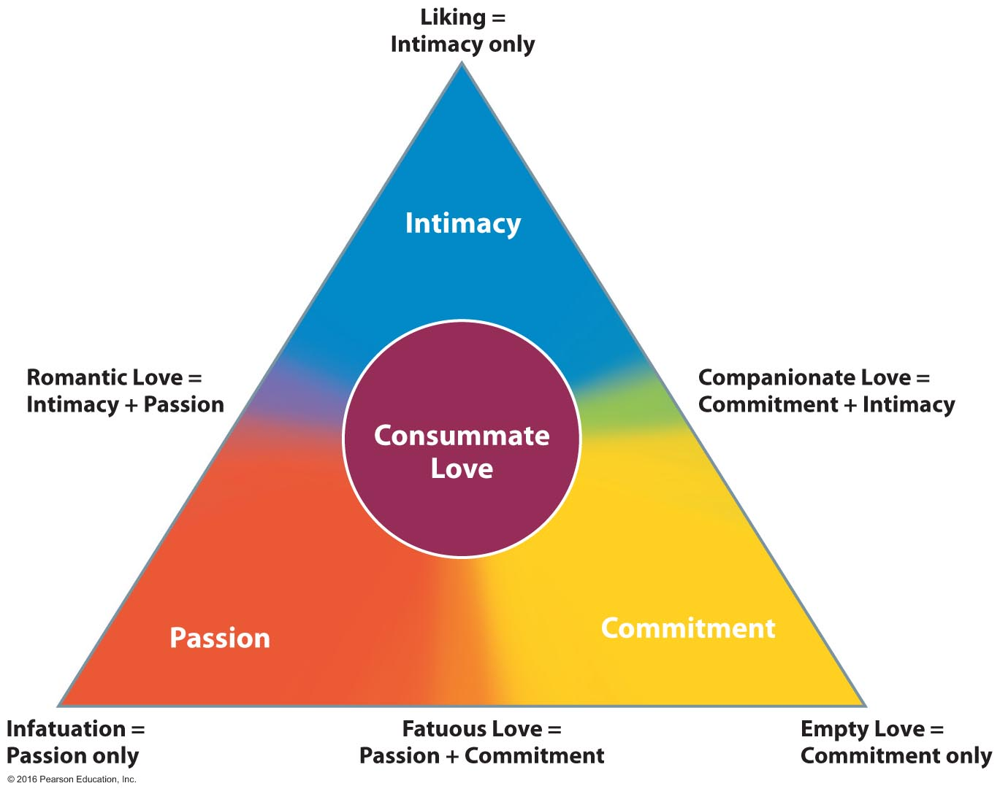 Liking =
Intimacy only
Intimacy
Romantic Love =
Intimacy + Passion
Companionate Love =
Commitment + Intimacy
Consummate
Love
Passion
Commitment
Infatuation =
Passion only
Fatuous Love =
Passion + Commitment
Empty Love =
Commitment only
© 2016 Pearson Education, Inc.